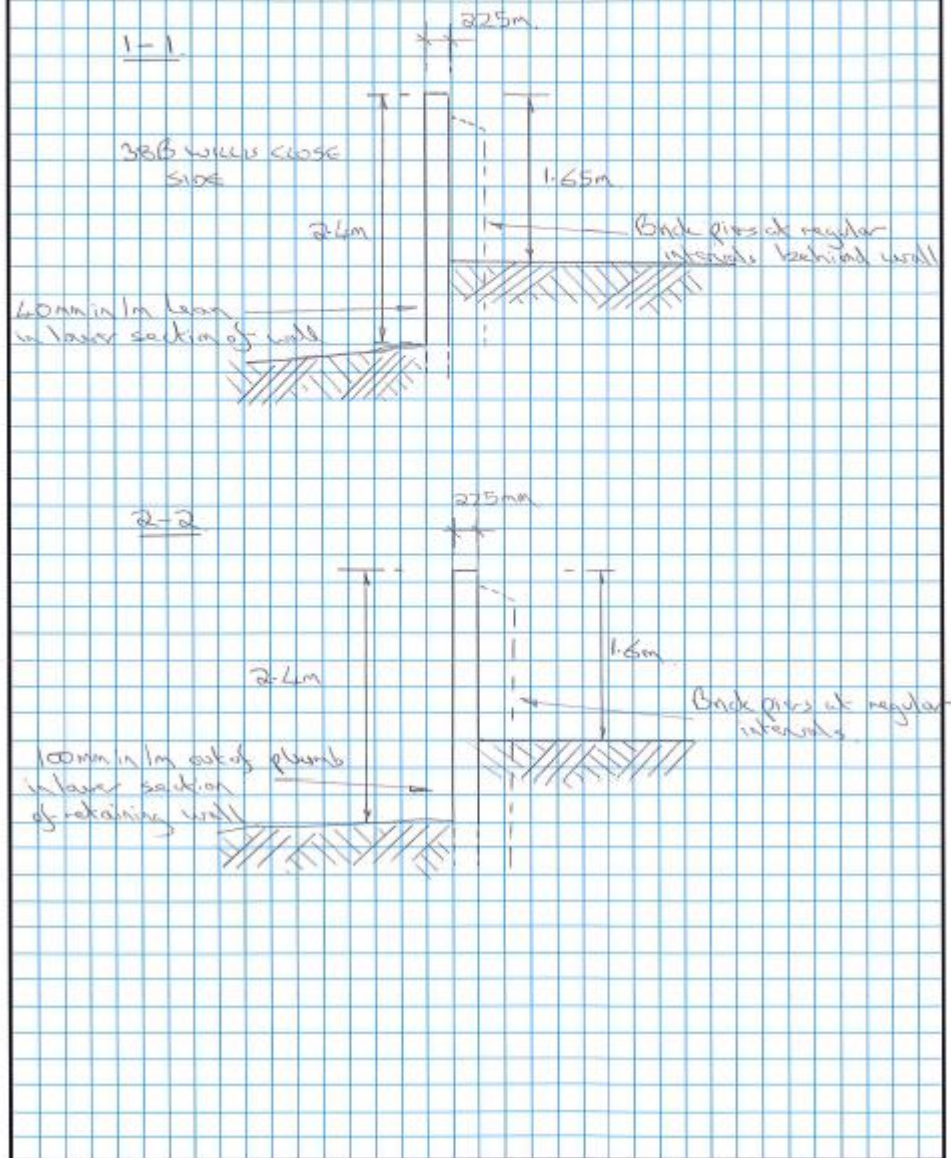 225m.
1-1
38B WILLIS CLOSE
SIDE
2.4m
1.65m
Brick piers at regular
intervals behind wall
40mm in 1m lean
in lower section of wall
2-2
225mm
2.4m
1.6m
Brick piers at regular
intervals.
100mm in 1m out of plumb
in lower section
of retaining wall